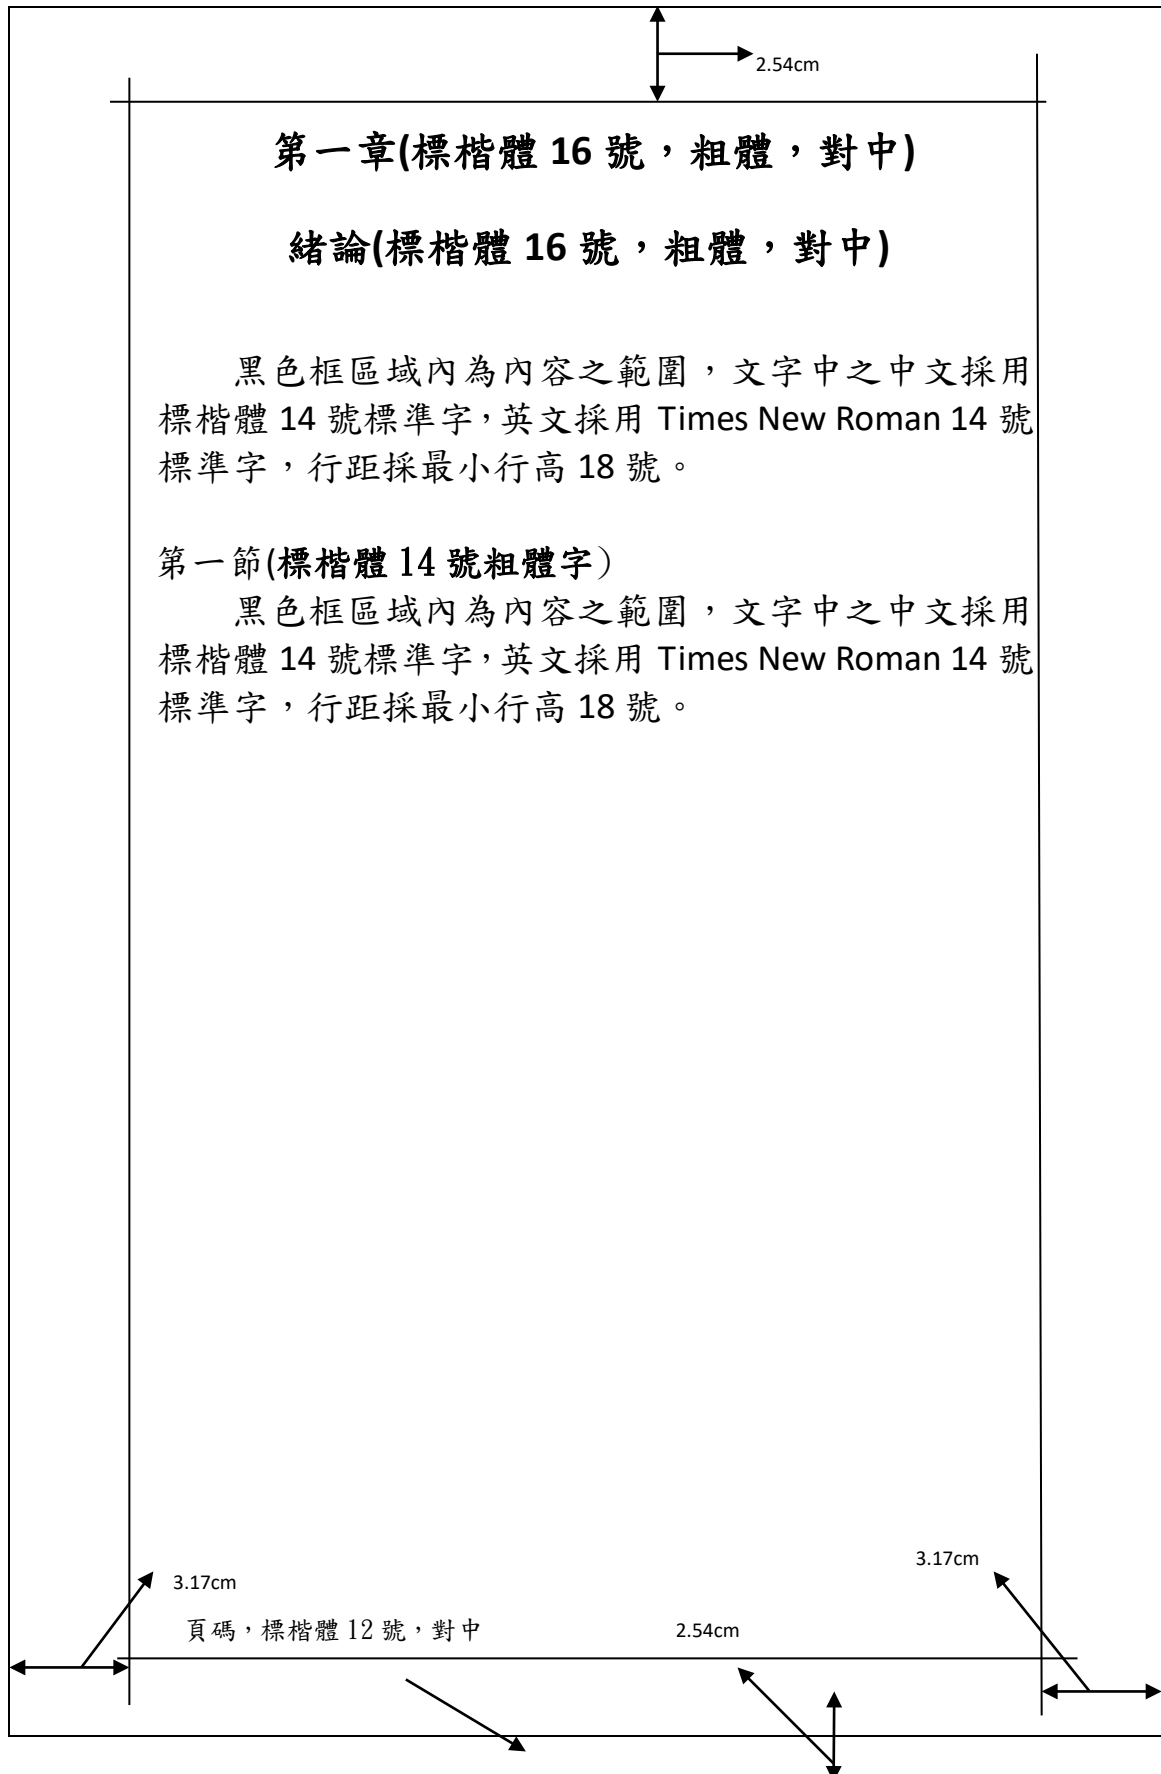 2.54cm
第一章(標楷體 16 號，粗體，對中)
緒論(標楷體 16 號，粗體，對中)
黑色框區域內為內容之範圍，文字中之中文採用
標楷體 14 號標準字，英文採用 Times New Roman 14 號
標準字，行距採最小行高 18 號。
第一節(標楷體 14 號粗體字）
黑色框區域內為內容之範圍，文字中之中文採用
標楷體 14 號標準字，英文採用 Times New Roman 14 號
標準字，行距採最小行高 18 號。
3.17cm
3.17cm
頁碼，標楷體 12 號，對中
2.54cm